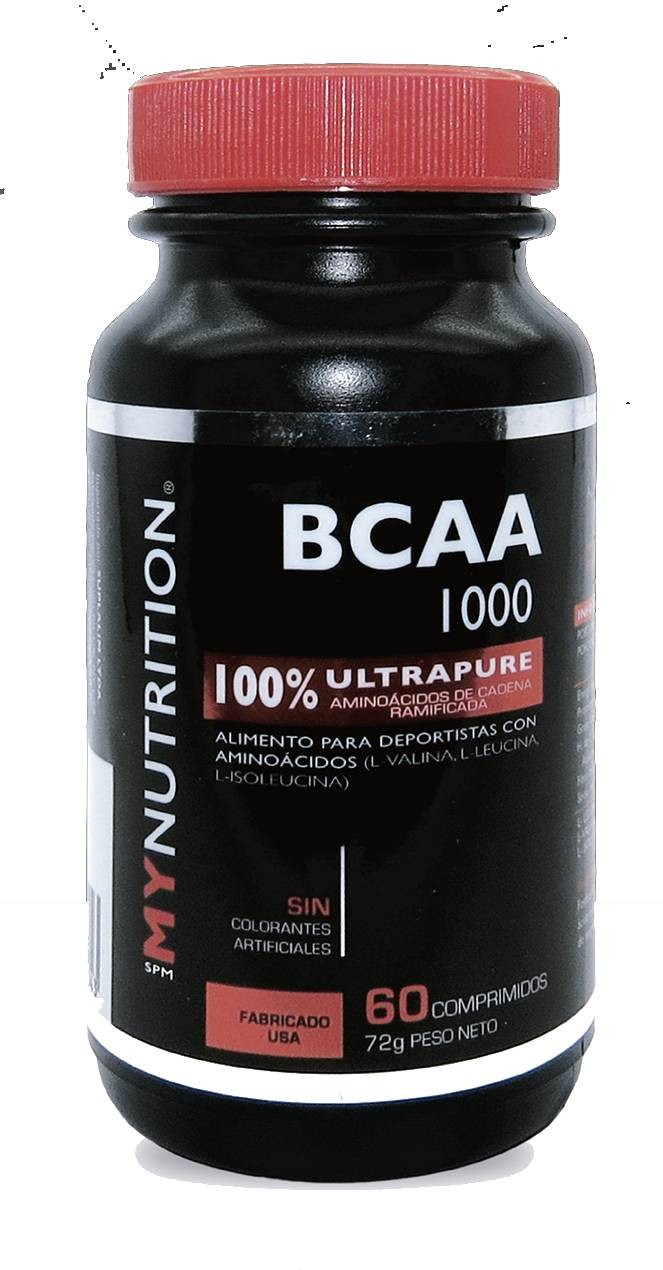 MYNUTRITION®
SPM
BCAA
1000
100% ULTRAPURE
AMINOÁCIDOS DE CADENA
RAMIFICADA
ALIMENTO PARA DEPORTISTAS CON
AMINOÁCIDOS (L-VALINA, L-LEUCINA,
L-ISOLEUCINA)
SIN
COLORANTES
ARTIFICIALES
FABRICADO
USA
60 COMPRIMIDOS
72g PESO NETO